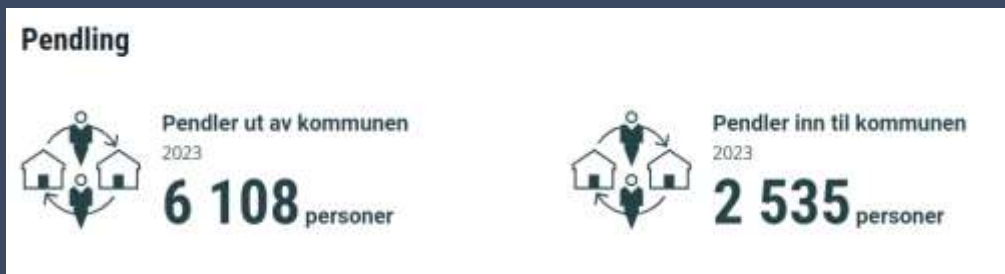 Pendling
Pendler ut av kommunen
2023
6 108 personer
Pendler inn til kommunen
2023
2 535 personer